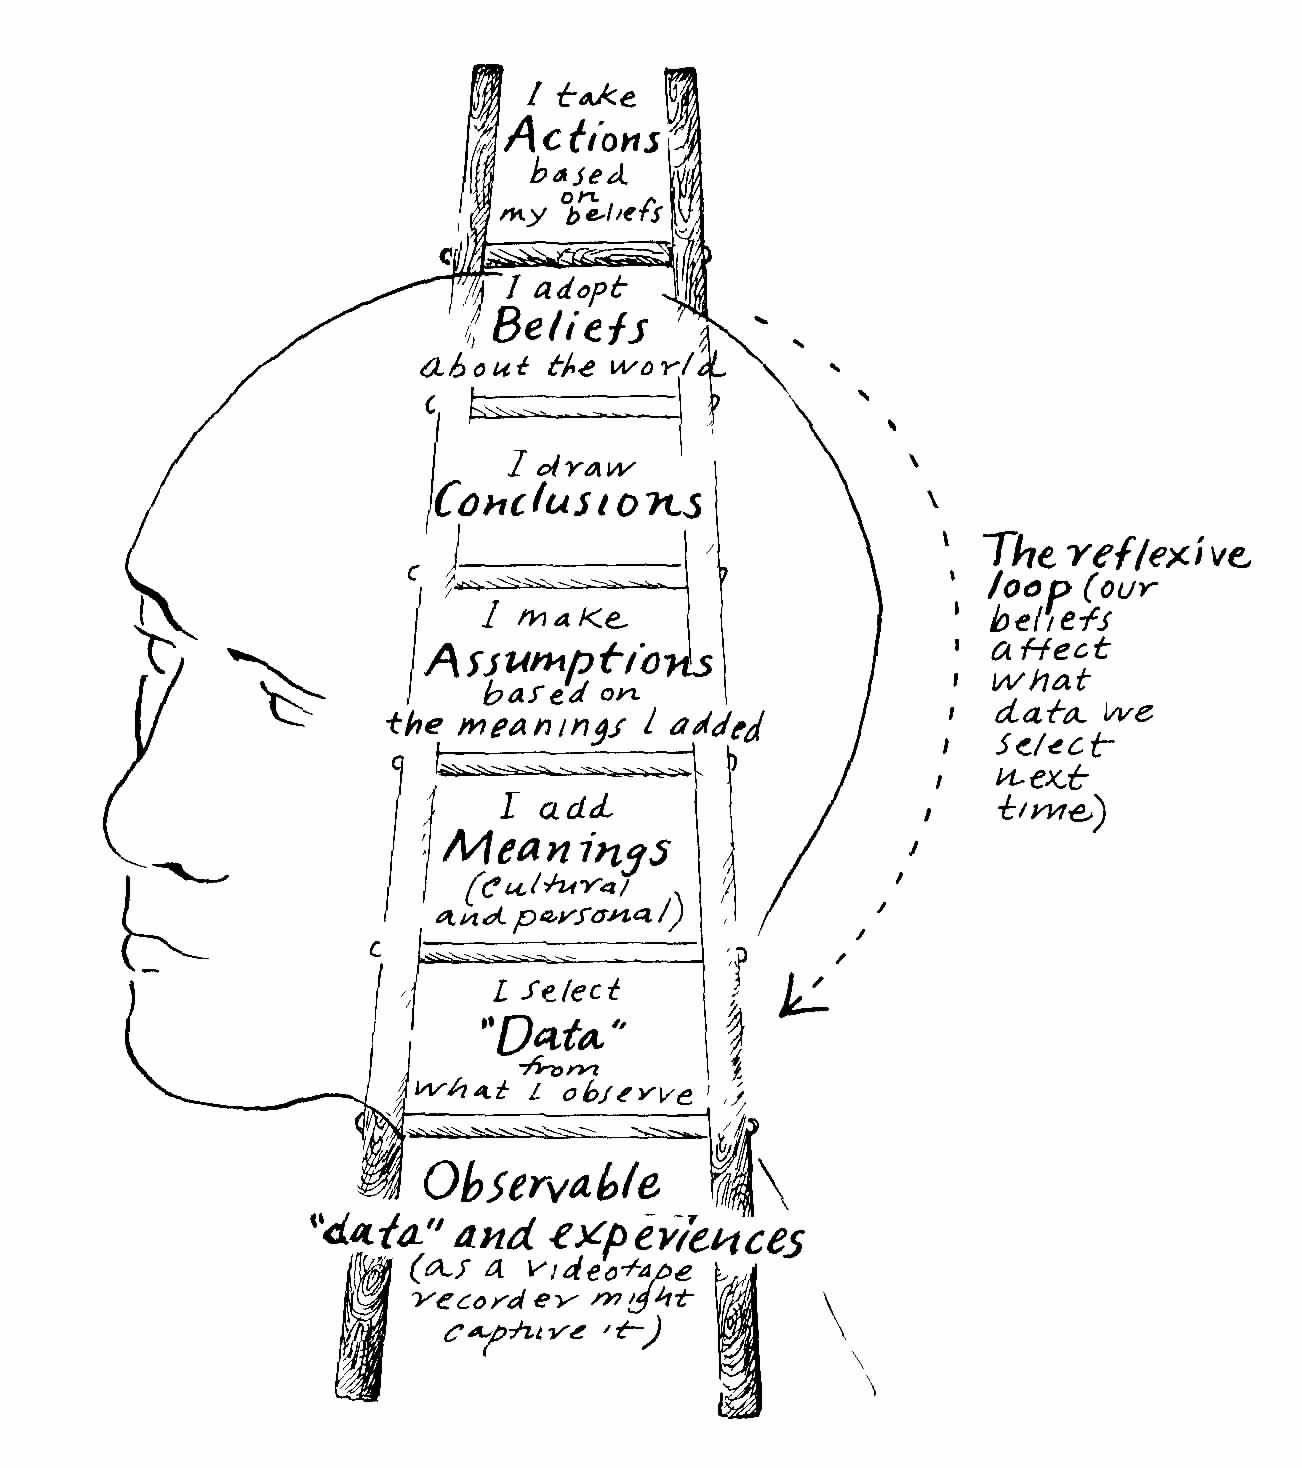 I take
Actions
based
on
my beliefs
I adopt
Beliefs
about the world
I draw
Conclusions
I make
Assumptions
based on
the meanings I added
I add
Meanings
(cultural
and personal)
I select
"Data"
from
what I observe
Observable
"data" and experiences
(as a videotape
recorder might
capture it)
The reflexive
loop (our
beliefs
affect
what
data we
select
next
time)